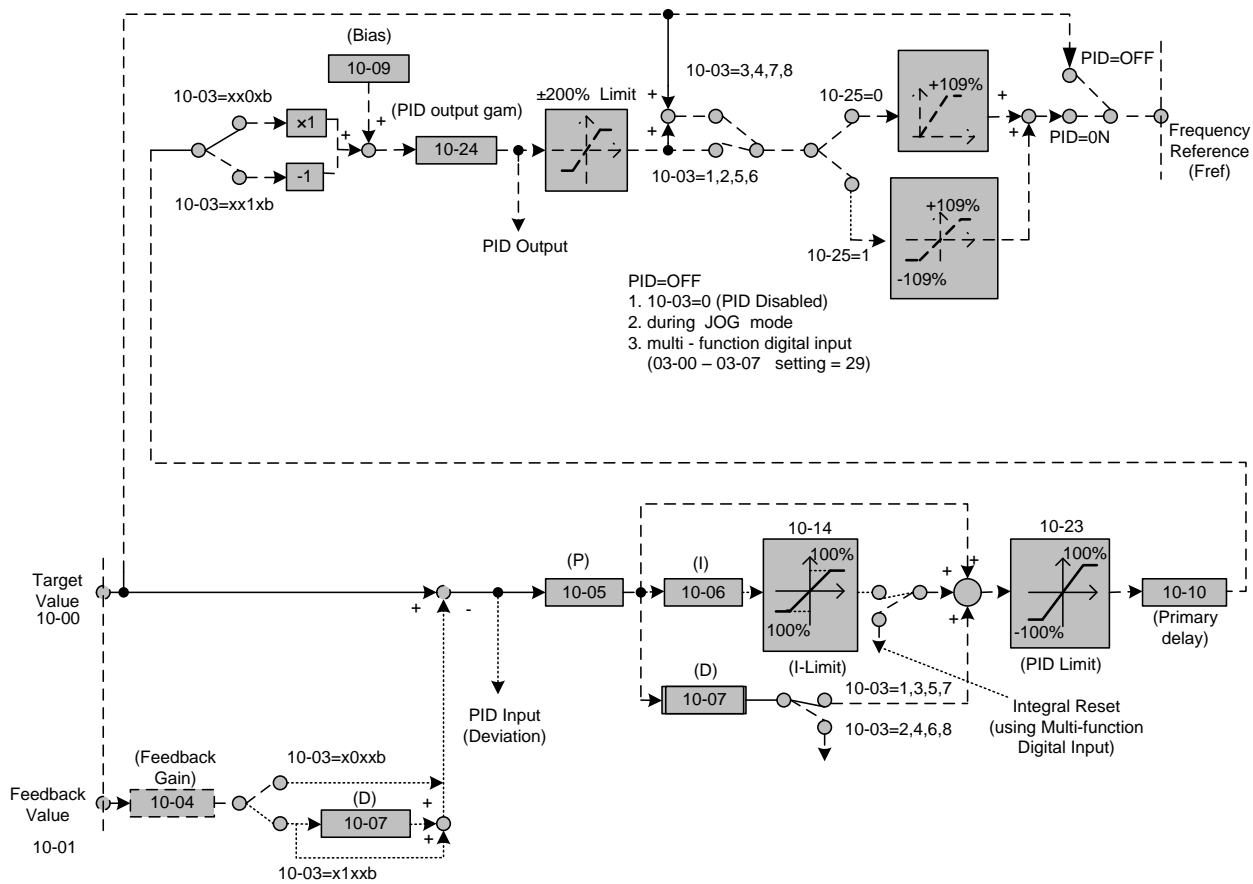 (Bias)
10-09
10-03=xx0xb
×1
-1
10-03=xx1xb
+
+
(PID output gam)
10-24
PID Output
±200% Limit
+
+
10-03=3,4,7,8
10-03=1,2,5,6
10-25=0
+109%
10-25=1
+109%
-109%
+
+
PID=OFF
PID=0N
Frequency
Reference
(Fref)
PID=OFF
1. 10-03=0 (PID Disabled)
2. during JOG mode
3. multi - function digital input
(03-00 – 03-07 setting = 29)
Target
Value
10-00
+
-
PID Input
(Deviation)
(P)
10-05
(I)
10-06
10-14
100%
100%
(I-Limit)
(D)
10-07
10-03=1,3,5,7
10-03=2,4,6,8
+
+
+
Integral Reset
(using Multi-function
Digital Input)
10-23
100%
-100%
(PID Limit)
10-10
(Primary
delay)
Feedback
Value
10-01
(Feedback
Gain)
10-04
10-03=x0xxb
(D)
10-07
+
+
10-03=x1xxb